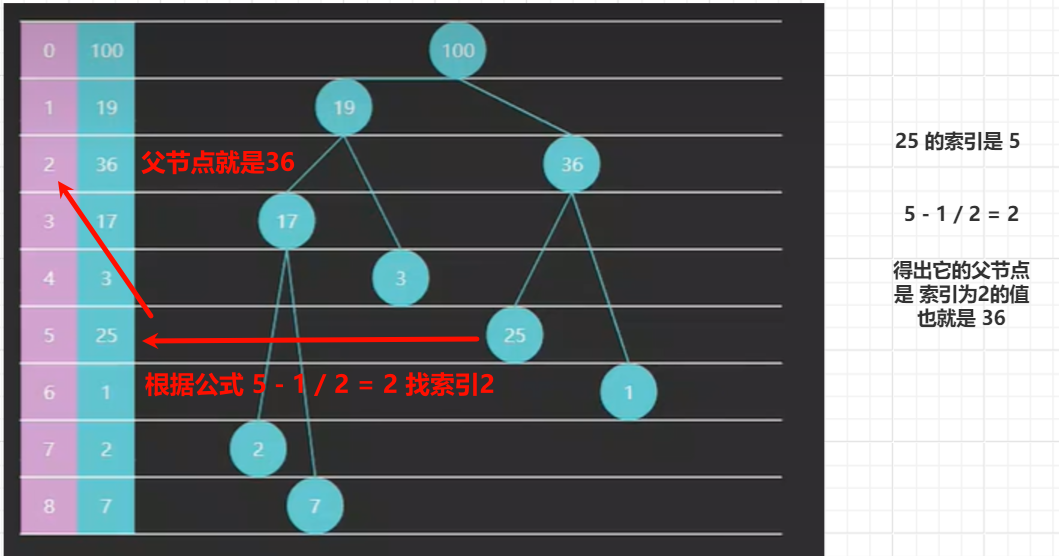 0 100 100
1 19 19
2 36 父节点就是36 36
25 的索引是 5
3 17 17
5 - 1 / 2 = 2
4 3 3
得出它的父节点
是 索引为2的值
也就是 36
5 25 25
根据公式 5 - 1 / 2 = 2 找索引2
6 1 1
7 2 2
8 7 7